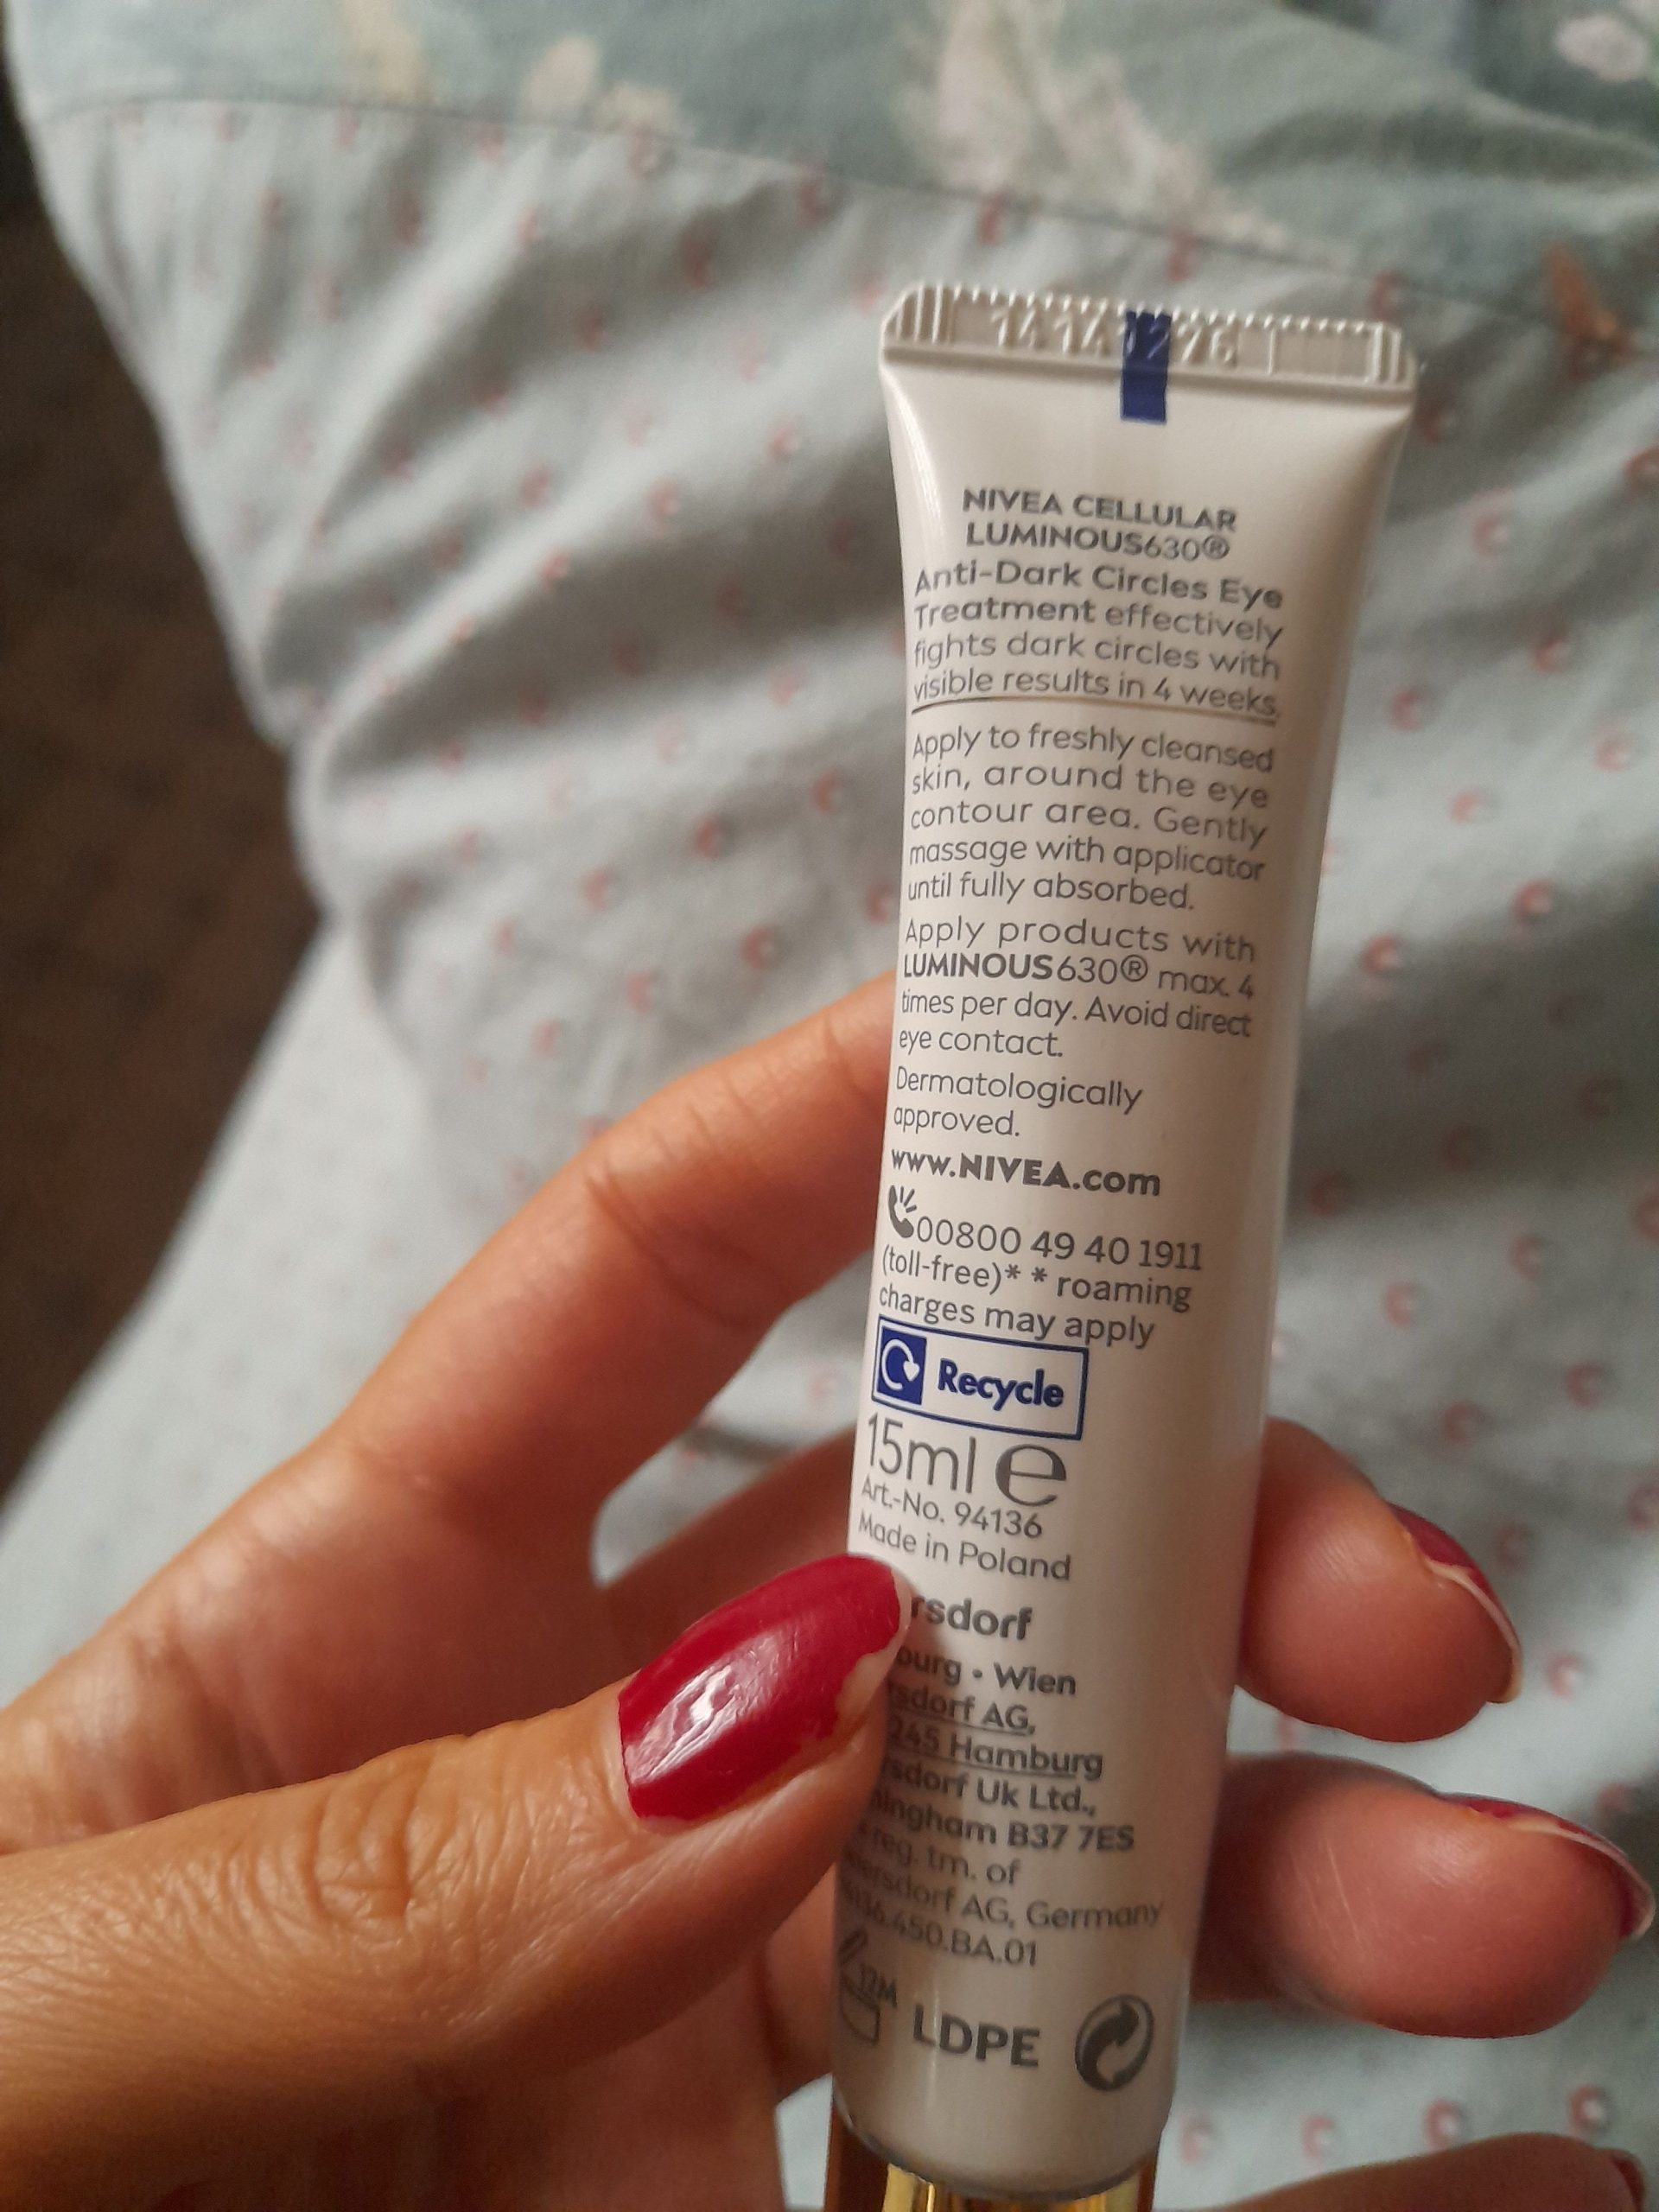 NIVEA CELLULAR
LUMINOUS630®
Anti-Dark Circles Eye
Treatment effectively
fights dark circles with
visible results in 4 weeks.
Apply to freshly cleansed
skin, around the eye
contour area. Gently
massage with applicator
until fully absorbed.
Apply products with
LUMINOUS630® max. 4
times per day. Avoid direct
eye contact.
Dermatologically
approved.
www.NIVEA.com
00800 49 40 1911
(toll-free)* * roaming
charges may apply
Recycle
15ml e
Art.-No. 94136
Made in Poland
rsdorf
burg • Wien
rsdorf AG,
245 Hamburg
rsdorf Uk Ltd.,
mingham B37 7ES
reg. tm. of
iersdorf AG, Germany
.450.BA.01
12M
LDPE